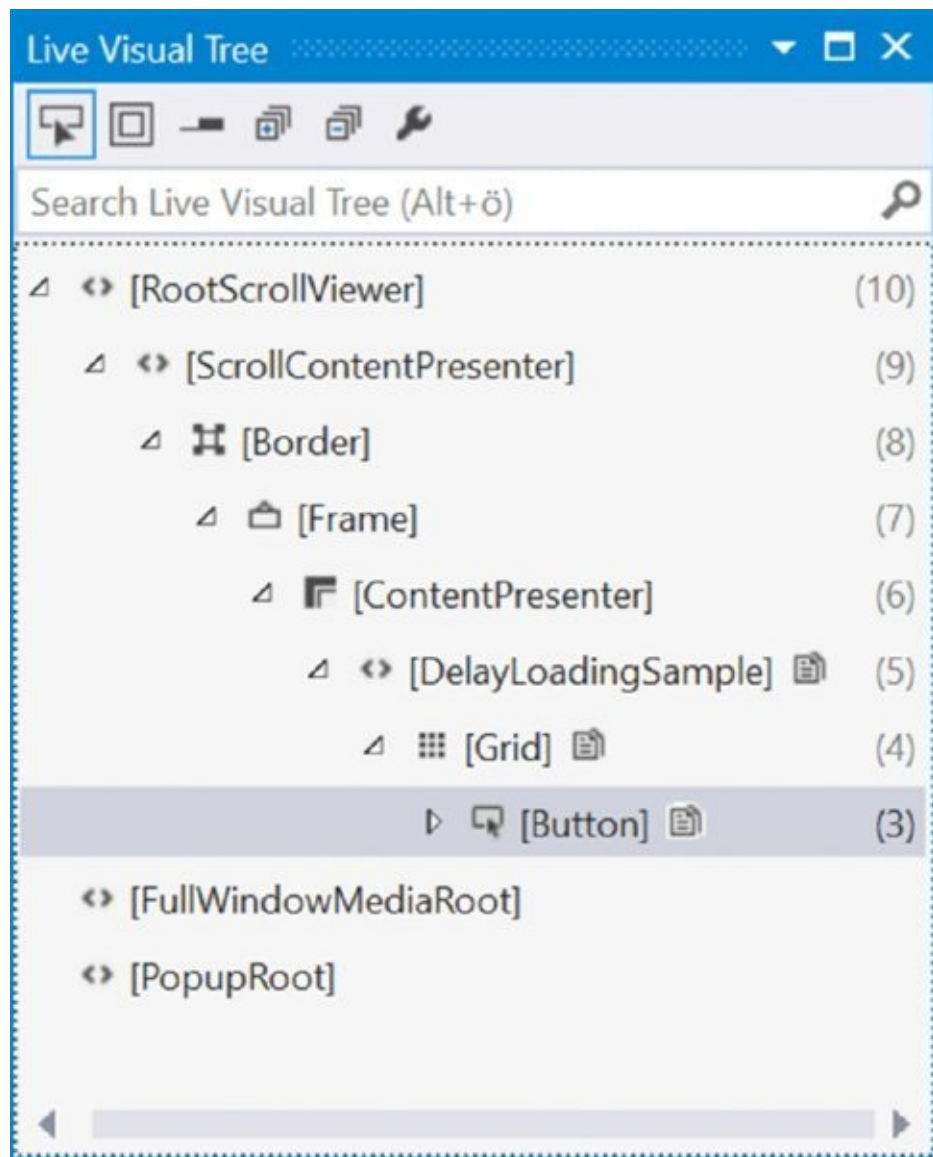 Live Visual Tree
Search Live Visual Tree (Alt+ö)
[RootScrollViewer] (10)
[ScrollContentPresenter] (9)
[Border] (8)
[Frame] (7)
[ContentPresenter] (6)
[DelayLoadingSample] (5)
[Grid] (4)
[Button] (3)
[FullWindowMediaRoot]
[PopupRoot]